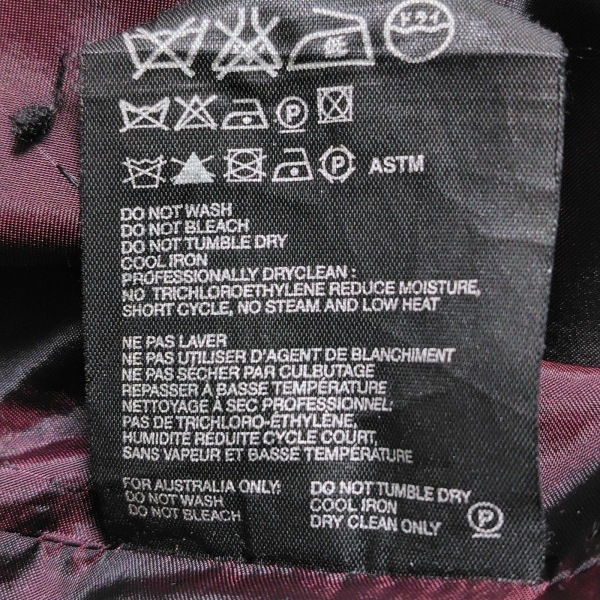 ドライ
P
P ASTM
DO NOT WASH
DO NOT BLEACH
DO NOT TUMBLE DRY
COOL IRON
PROFESSIONALLY DRYCLEAN :
NO TRICHLOROETHYLENE REDUCE MOISTURE,
SHORT CYCLE, NO STEAM AND LOW HEAT
NE PAS LAVER
NE PAS UTILISER D'AGENT DE BLANCHIMENT
NE PAS SÉCHER PAR CULBUTAGE
REPASSER A BASSE TEMPÉRATURE
NETTOYAGE À SEC PROFESSIONNEL:
PAS DE TRICHLORO-ÉTHYLÈNE,
HUMIDITÉ RÉDUITE CYCLE COURT,
SANS VAPEUR ET BASSE TEMPÉRATURE
FOR AUSTRALIA ONLY: DO NOT TUMBLE DRY
DO NOT WASH COOL IRON
DO NOT BLEACH DRY CLEAN ONLY P